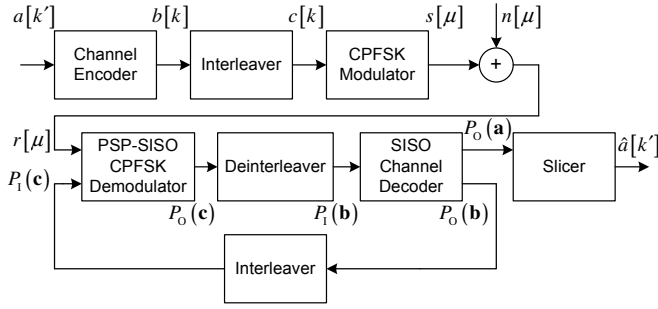 a[k′] b[k] c[k] s[μ] n[μ]
Channel
Encoder
Interleaver
CPFSK
Modulator
+
r[μ]
P_I(c)
PSP-SISO
CPFSK
Demodulator
P_O(c)
Deinterleaver
P_I(b)
SISO
Channel
Decoder
P_O(a)
P_O(b)
Slicer
â[k′]
Interleaver